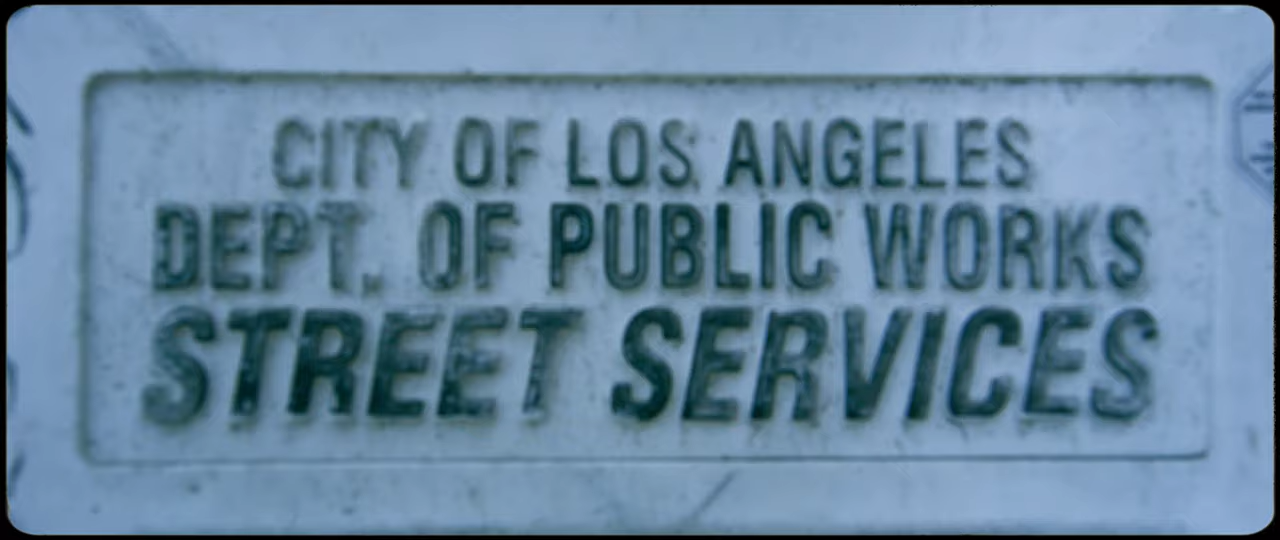 CITY OF LOS ANGELES
DEPT. OF PUBLIC WORKS
STREET SERVICES